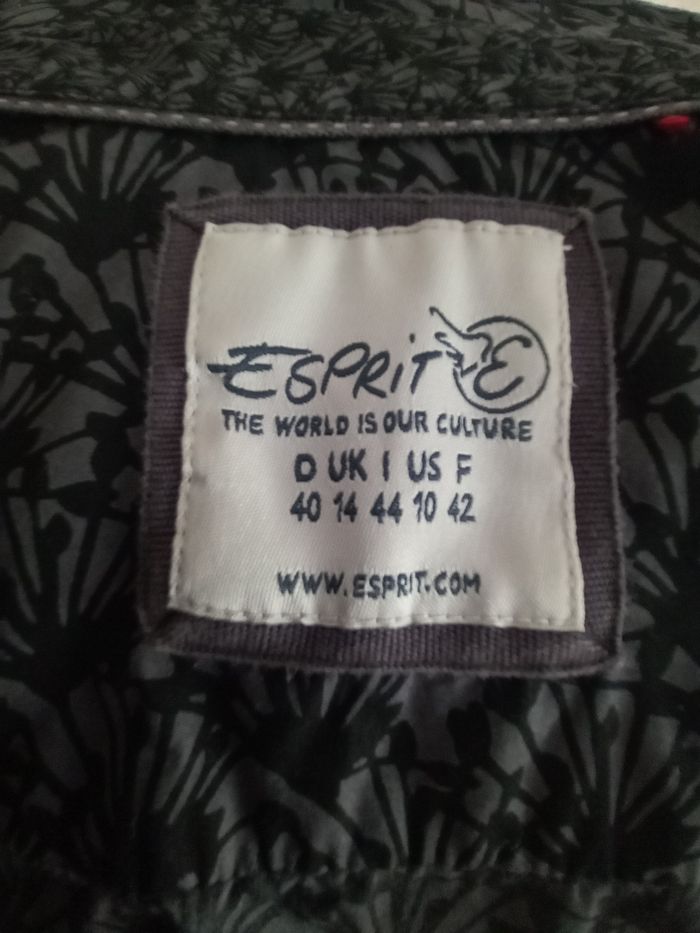 ESPRIT E
THE WORLD IS OUR CULTURE
D UK I US F
40 14 44 10 42
WWW.ESPRIT.COM